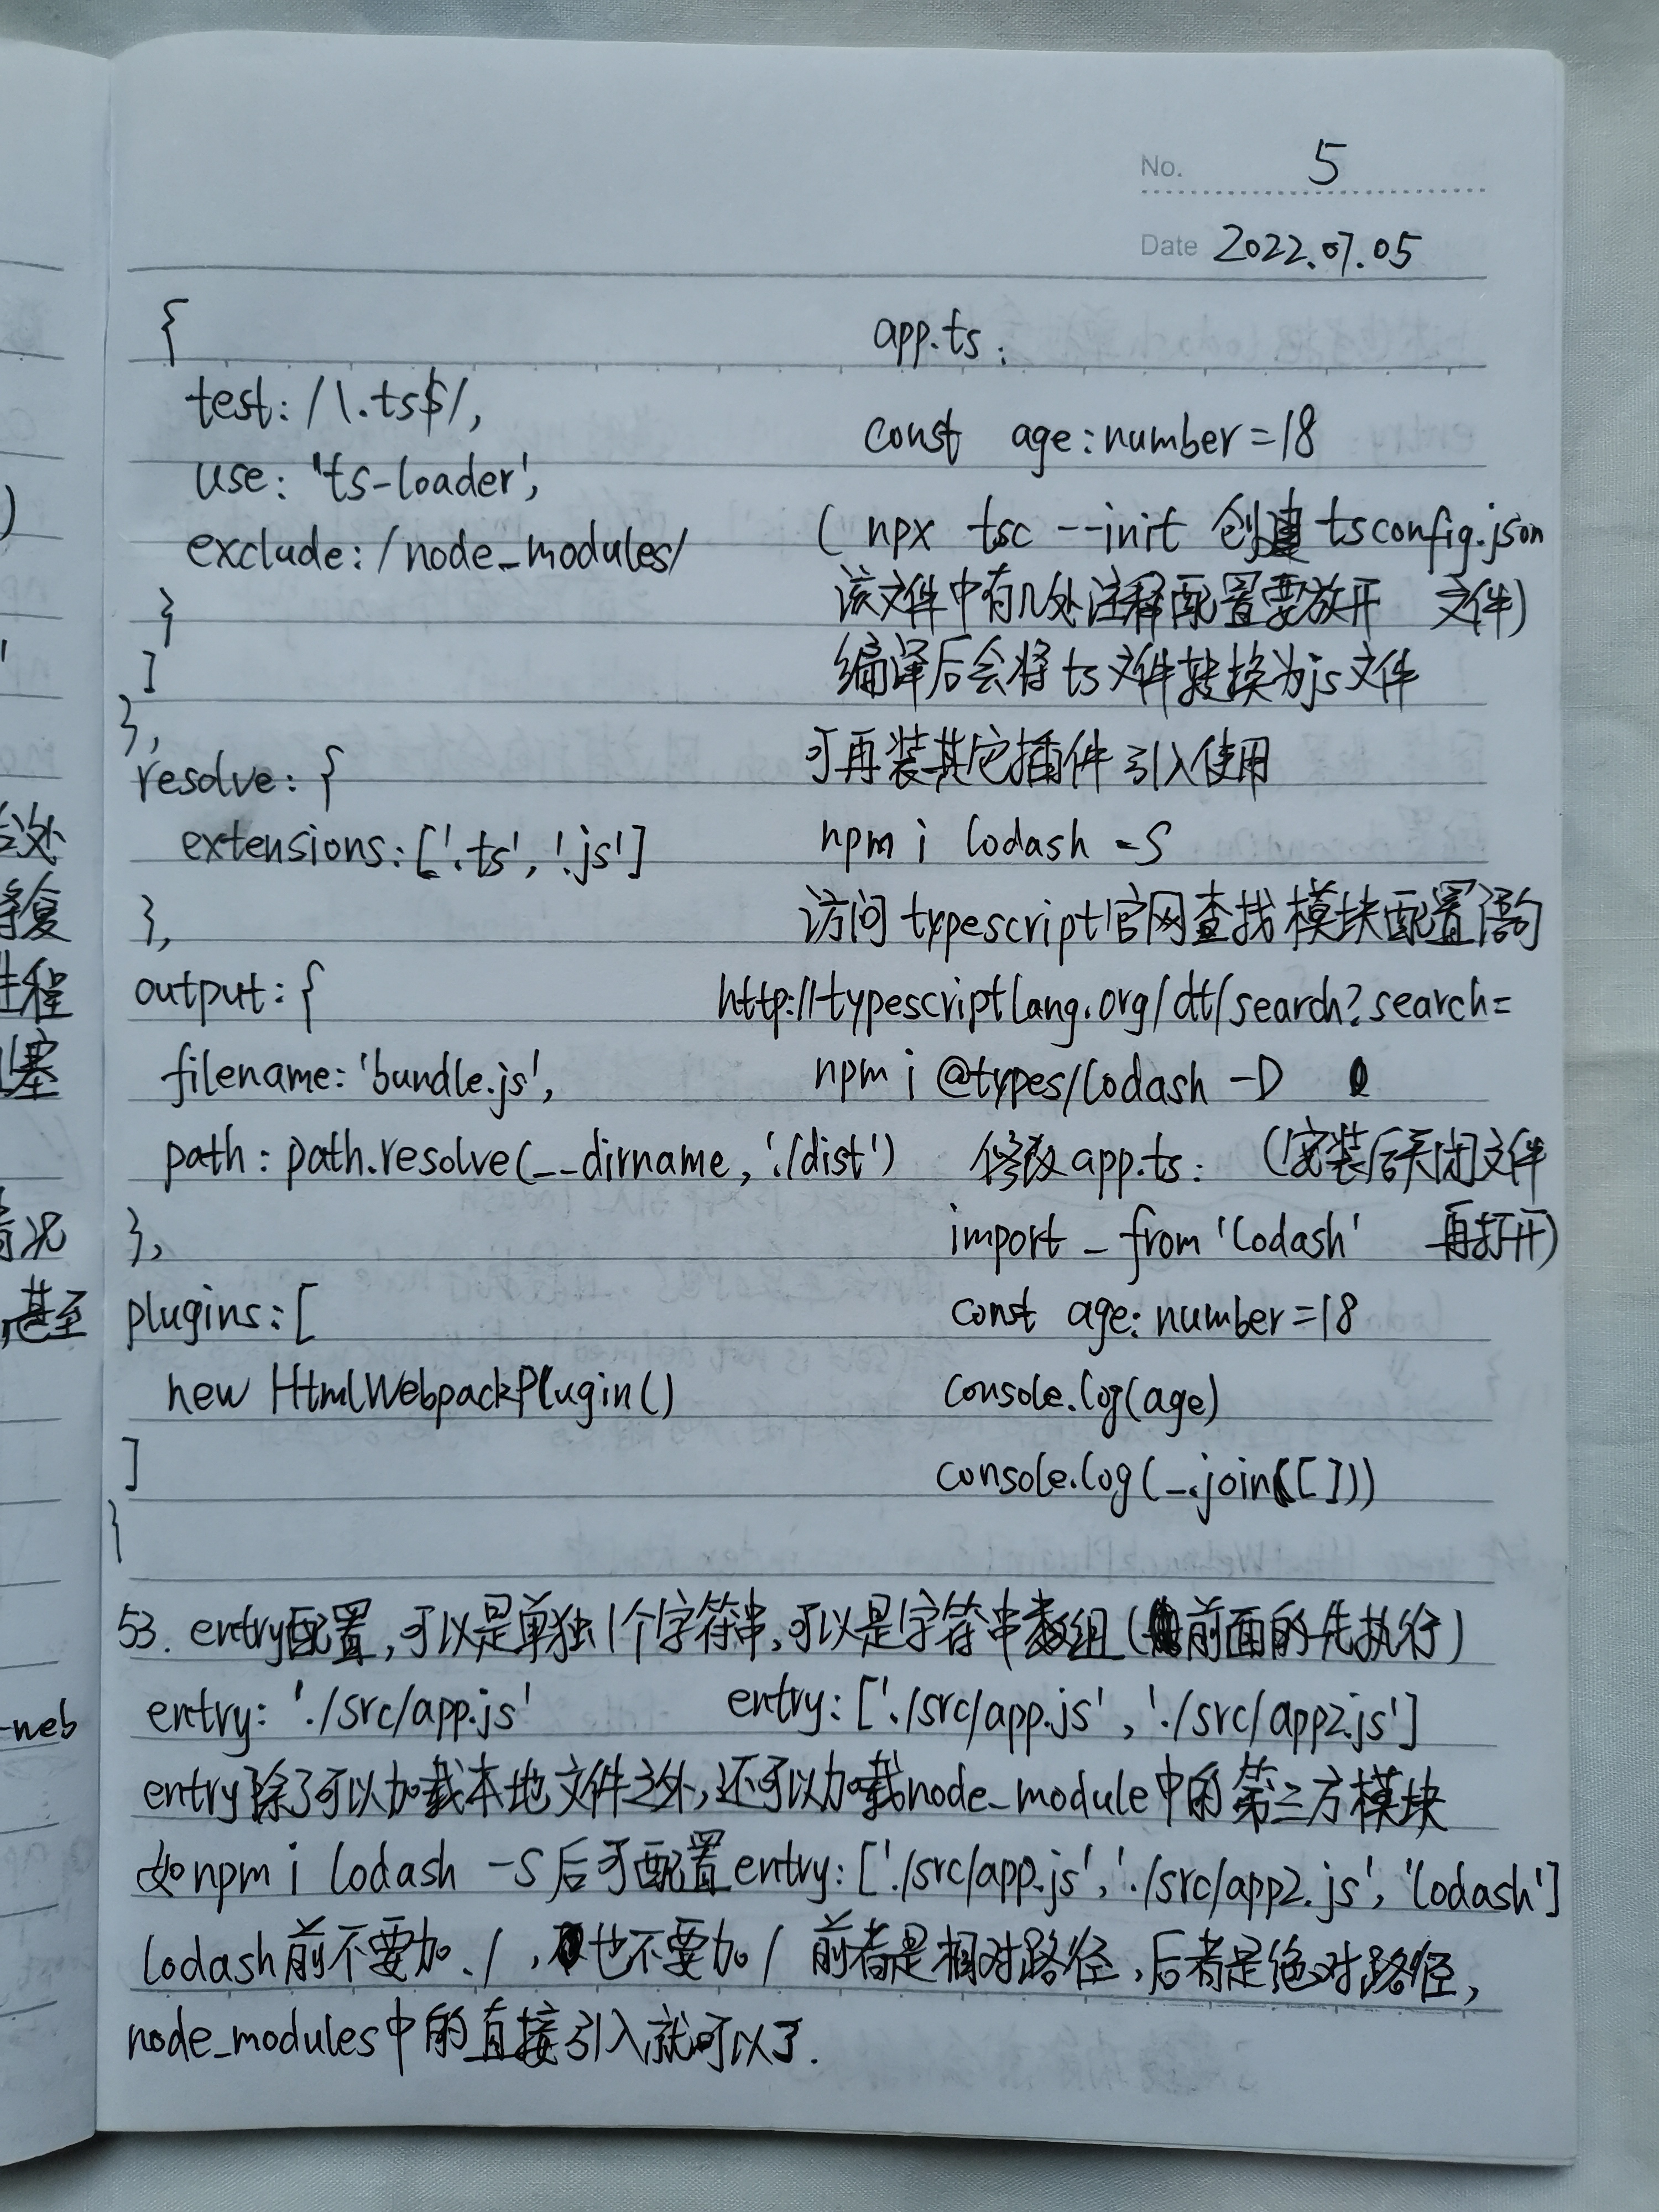 No. 5
Date 2022.07.05
{
test: /\.ts$/,
use: 'ts-loader',
exclude: /node_modules/
}
]
},
resolve: {
extensions: ['.ts', '.js']
},
output: {
filename: 'bundle.js',
path: path.resolve(__dirname, './dist')
},
plugins: [
new HtmlWebpackPlugin()
]
}
app.ts:
const age: number = 18
(npx tsc --init 创建 tsconfig.json
该文件中有几处注释配置要放开 文件)
编译后会将ts文件转换为js文件
可再装其它插件引入使用
npm i lodash -S
访问typescript官网查找模块配置语句
http://typescriptlang.org/dt/search?search=
npm i @types/lodash -D
修改app.ts: (安装后关闭文件
import _ from 'lodash' 再打开)
const age: number = 18
console.log(age)
console.log(_.join([]))
53. entry配置,可以是单独1个字符串,可以是字符串数组(前面的先执行)
entry: './src/app.js' entry: ['./src/app.js', './src/app2.js']
entry除了可以加载本地文件之外,还可以加载node_module中的第三方模块
如npm i lodash -S后可配置entry: ['./src/app.js', './src/app2.js', 'lodash']
lodash前不要加./,也不要加/ 前者是相对路径,后者是绝对路径,
node_modules中的直接引入就可以了.
)
后处
将复
进程
塞
情况
,甚至
-web